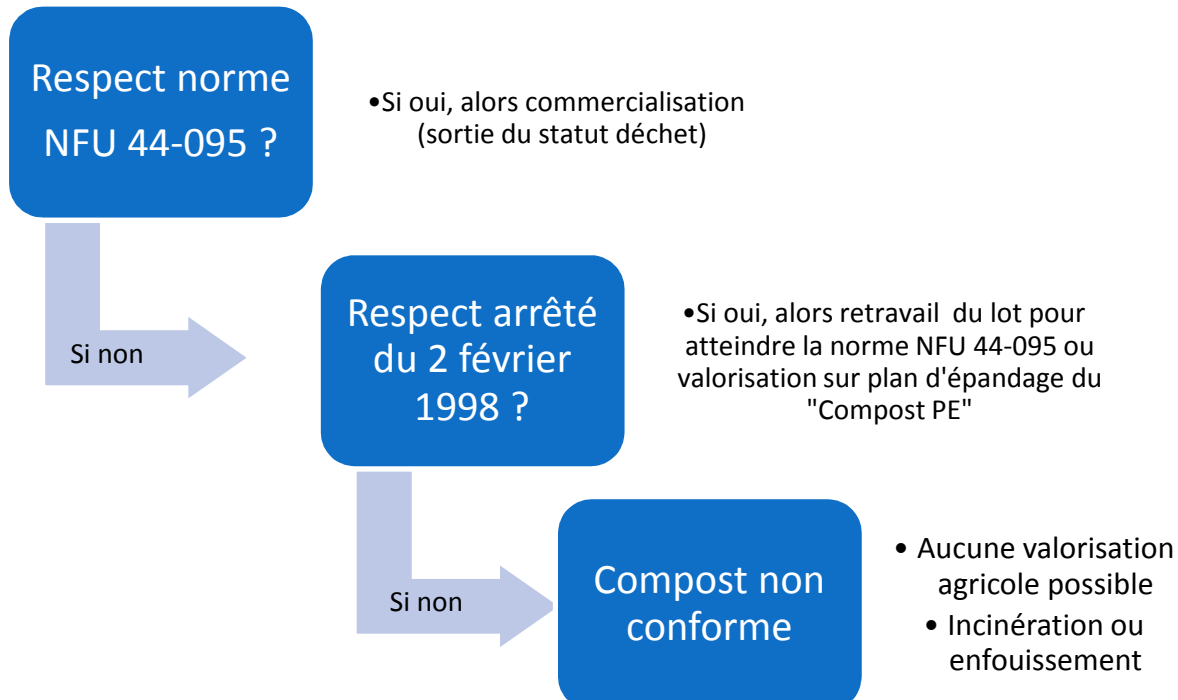 Respect norme
NFU 44-095 ?
•Si oui, alors commercialisation
(sortie du statut déchet)
Si non
Respect arrêté
du 2 février
1998 ?
•Si oui, alors retravail du lot pour
atteindre la norme NFU 44-095 ou
valorisation sur plan d'épandage du
"Compost PE"
Si non
Compost non
conforme
• Aucune valorisation
agricole possible
• Incinération ou
enfouissement